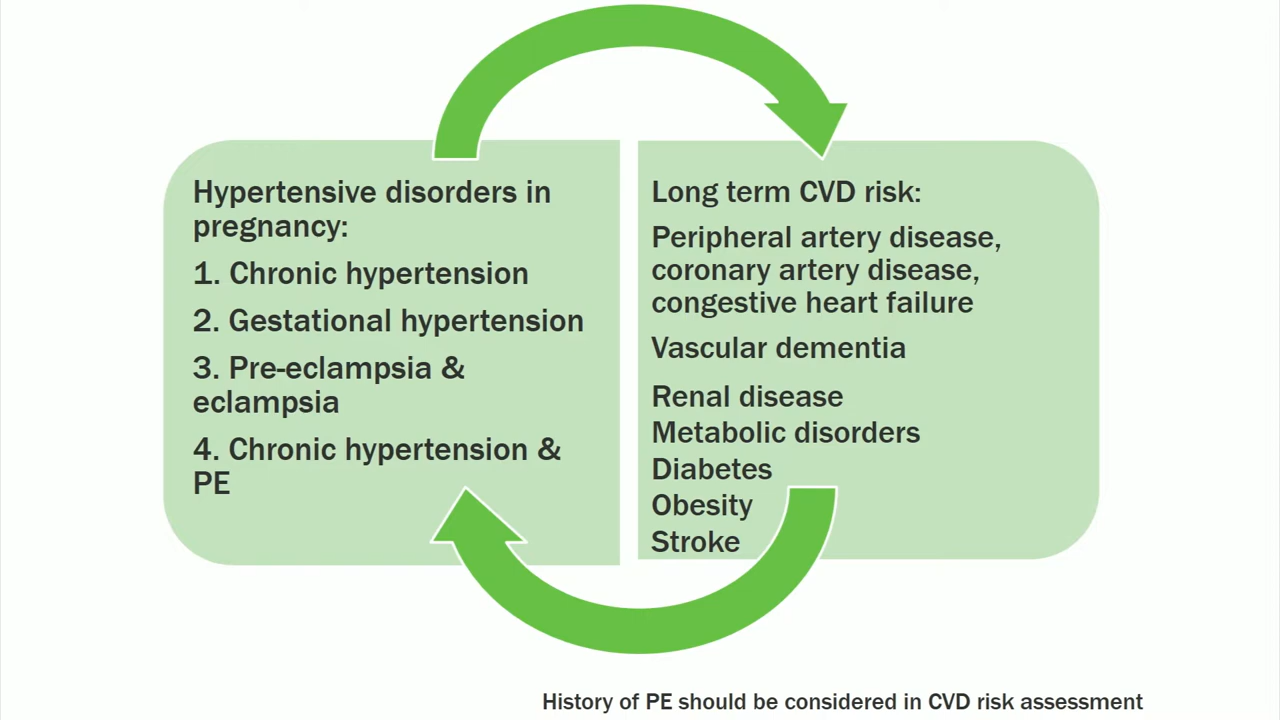 Hypertensive disorders in
pregnancy:
1. Chronic hypertension
2. Gestational hypertension
3. Pre-eclampsia &
eclampsia
4. Chronic hypertension &
PE
Long term CVD risk:
Peripheral artery disease,
coronary artery disease,
congestive heart failure
Vascular dementia
Renal disease
Metabolic disorders
Diabetes
Obesity
Stroke
History of PE should be considered in CVD risk assessment